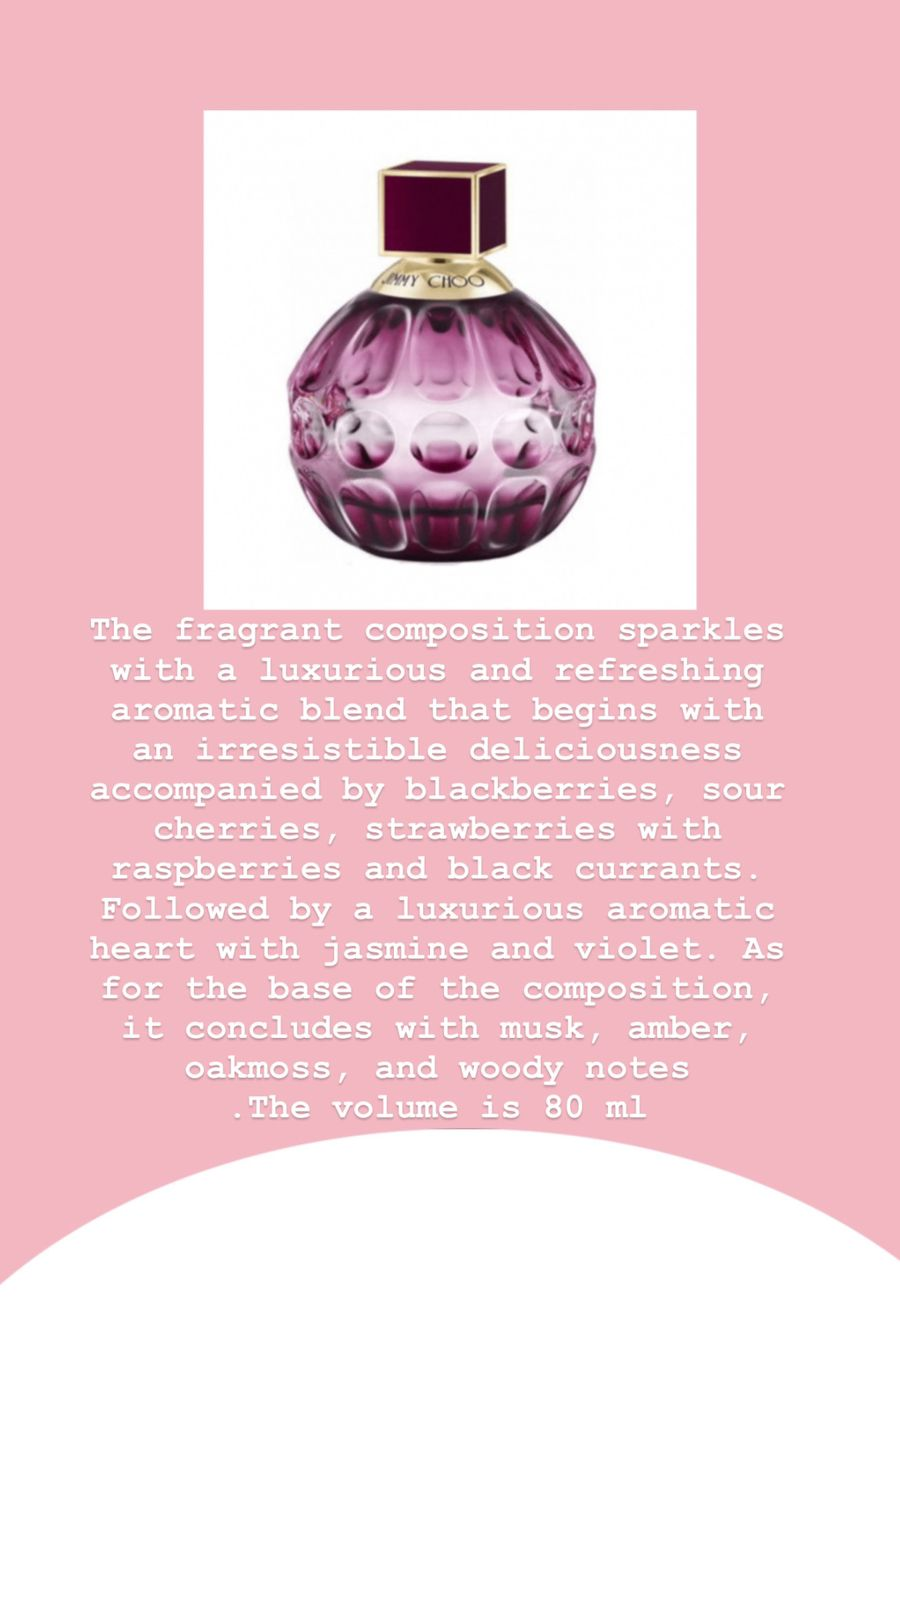 JIMMY CHOO
The fragrant composition sparkles
with a luxurious and refreshing
aromatic blend that begins with
an irresistible deliciousness
accompanied by blackberries, sour
cherries, strawberries with
raspberries and black currants.
Followed by a luxurious aromatic
heart with jasmine and violet. As
for the base of the composition,
it concludes with musk, amber,
oakmoss, and woody notes
.The volume is 80 ml